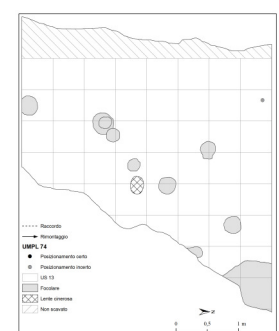 Raccordo
Rimontaggio
UMPL 74
Posizionamento certo
Posizionamento incerto
US 13
Focolare
Lente cinerosa
Non scavato
0 0,5 1 m